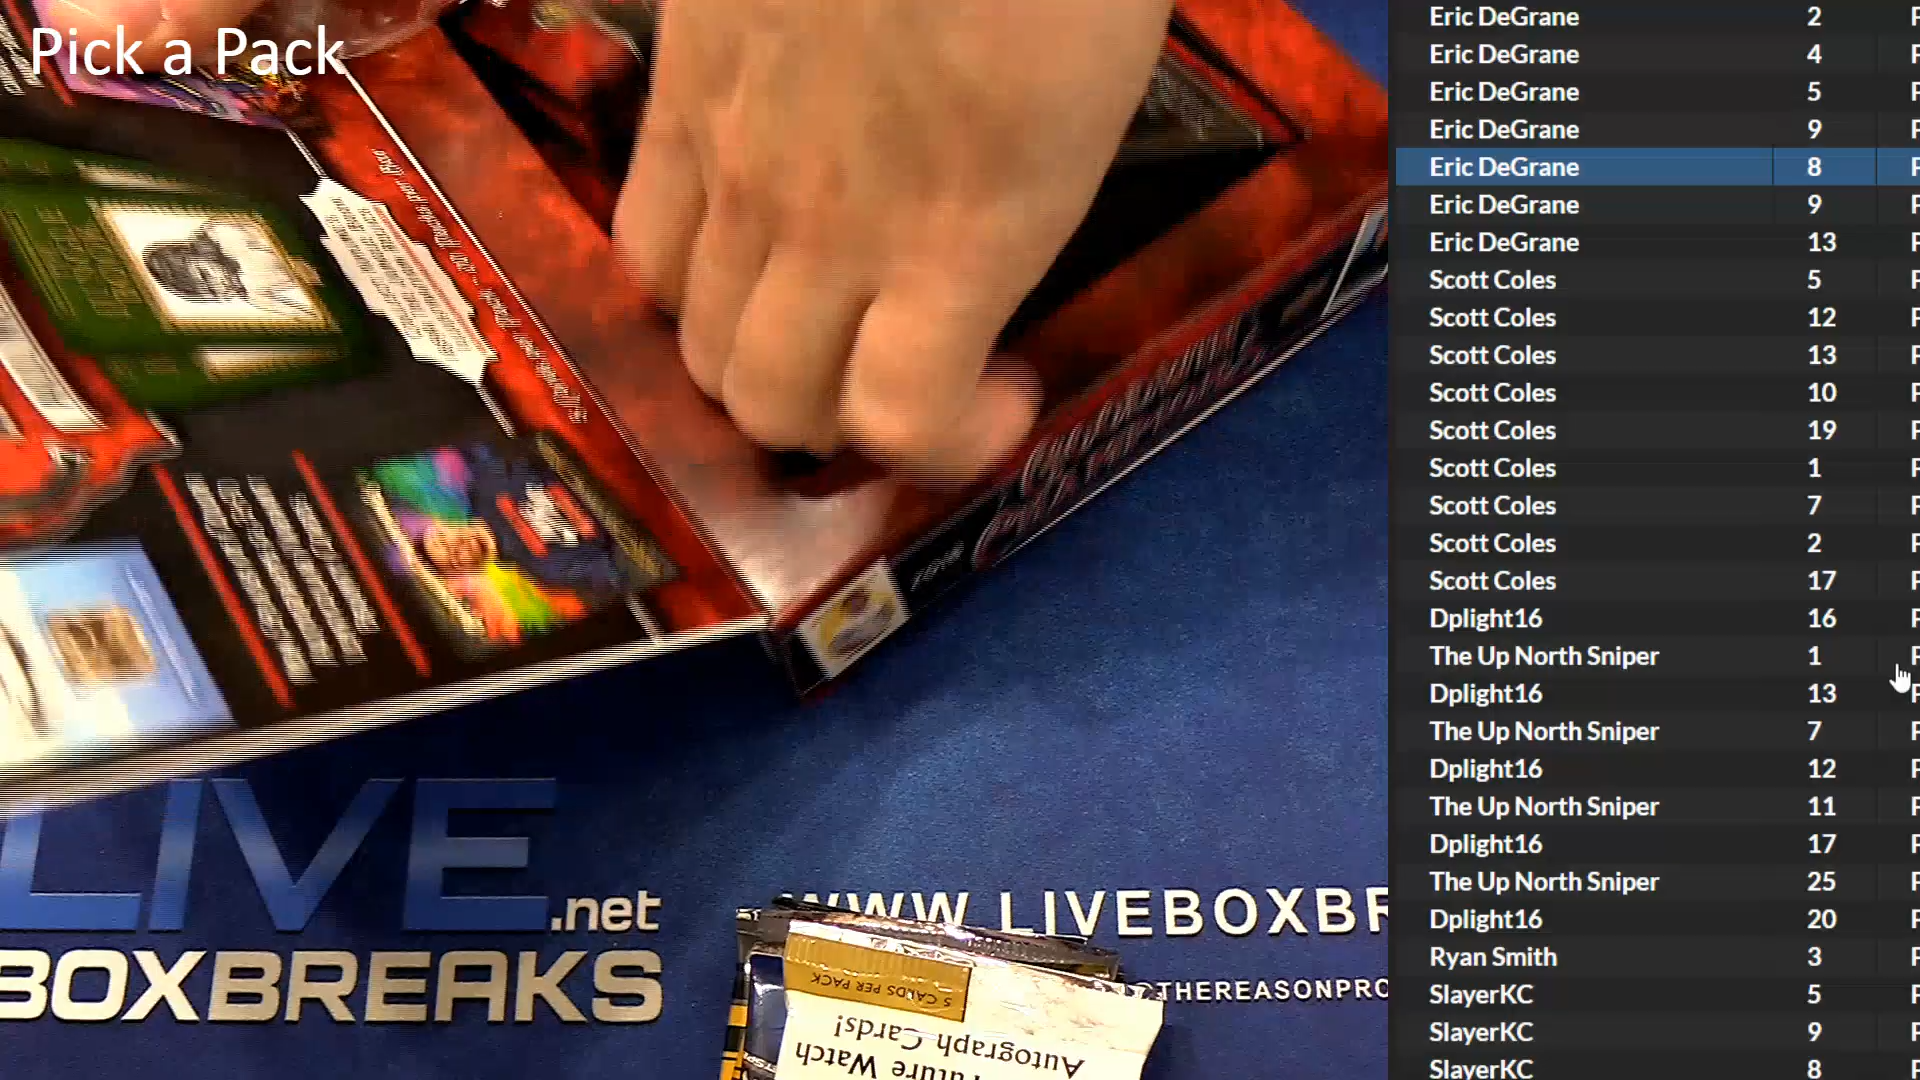 Pick a Pack
LIVE
.net
BOXBREAKS
WWW.LIVEBOXBR
THEREASONPRO
5 CARDS PER PACK
Future Watch
Autograph Cards!
Eric DeGrane 2
Eric DeGrane 4
Eric DeGrane 5
Eric DeGrane 9
Eric DeGrane 8
Eric DeGrane 9
Eric DeGrane 13
Scott Coles 5
Scott Coles 12
Scott Coles 13
Scott Coles 10
Scott Coles 19
Scott Coles 1
Scott Coles 7
Scott Coles 2
Scott Coles 17
Dplight16 16
The Up North Sniper 1
Dplight16 13
The Up North Sniper 7
Dplight16 12
The Up North Sniper 11
Dplight16 17
The Up North Sniper 25
Dplight16 20
Ryan Smith 3
SlayerKC 5
SlayerKC 9
SlayerKC 8